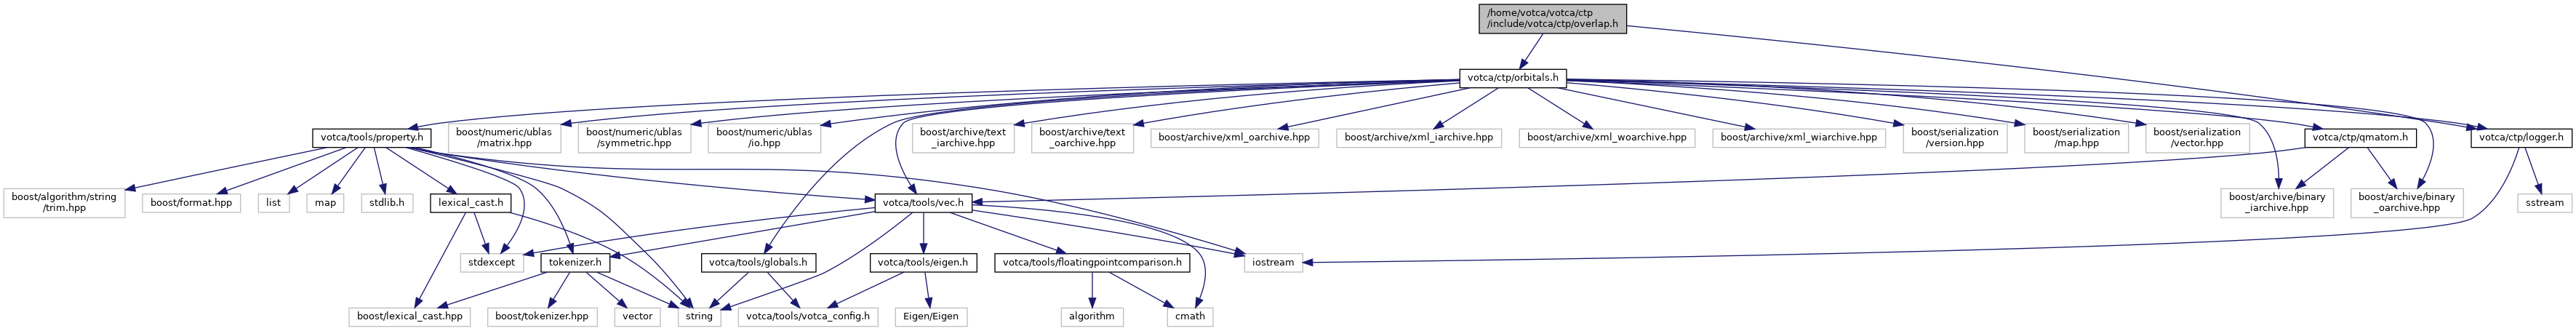 /home/votca/votca/ctp
/include/votca/ctp/overlap.h
votca/ctp/orbitals.h
votca/tools/property.h
boost/numeric/ublas
/matrix.hpp
boost/numeric/ublas
/symmetric.hpp
boost/numeric/ublas
/io.hpp
boost/archive/text
_iarchive.hpp
boost/archive/text
_oarchive.hpp
boost/archive/xml_oarchive.hpp
boost/archive/xml_iarchive.hpp
boost/archive/xml_woarchive.hpp
boost/archive/xml_wiarchive.hpp
boost/serialization
/version.hpp
boost/serialization
/map.hpp
boost/serialization
/vector.hpp
votca/ctp/qmatom.h
votca/ctp/logger.h
boost/algorithm/string
/trim.hpp
boost/format.hpp
list
map
stdlib.h
lexical_cast.h
votca/tools/vec.h
boost/archive/binary
_iarchive.hpp
boost/archive/binary
_oarchive.hpp
sstream
stdexcept
tokenizer.h
votca/tools/globals.h
votca/tools/eigen.h
votca/tools/floatingpointcomparison.h
iostream
boost/lexical_cast.hpp
boost/tokenizer.hpp
vector
string
votca/tools/votca_config.h
Eigen/Eigen
algorithm
cmath